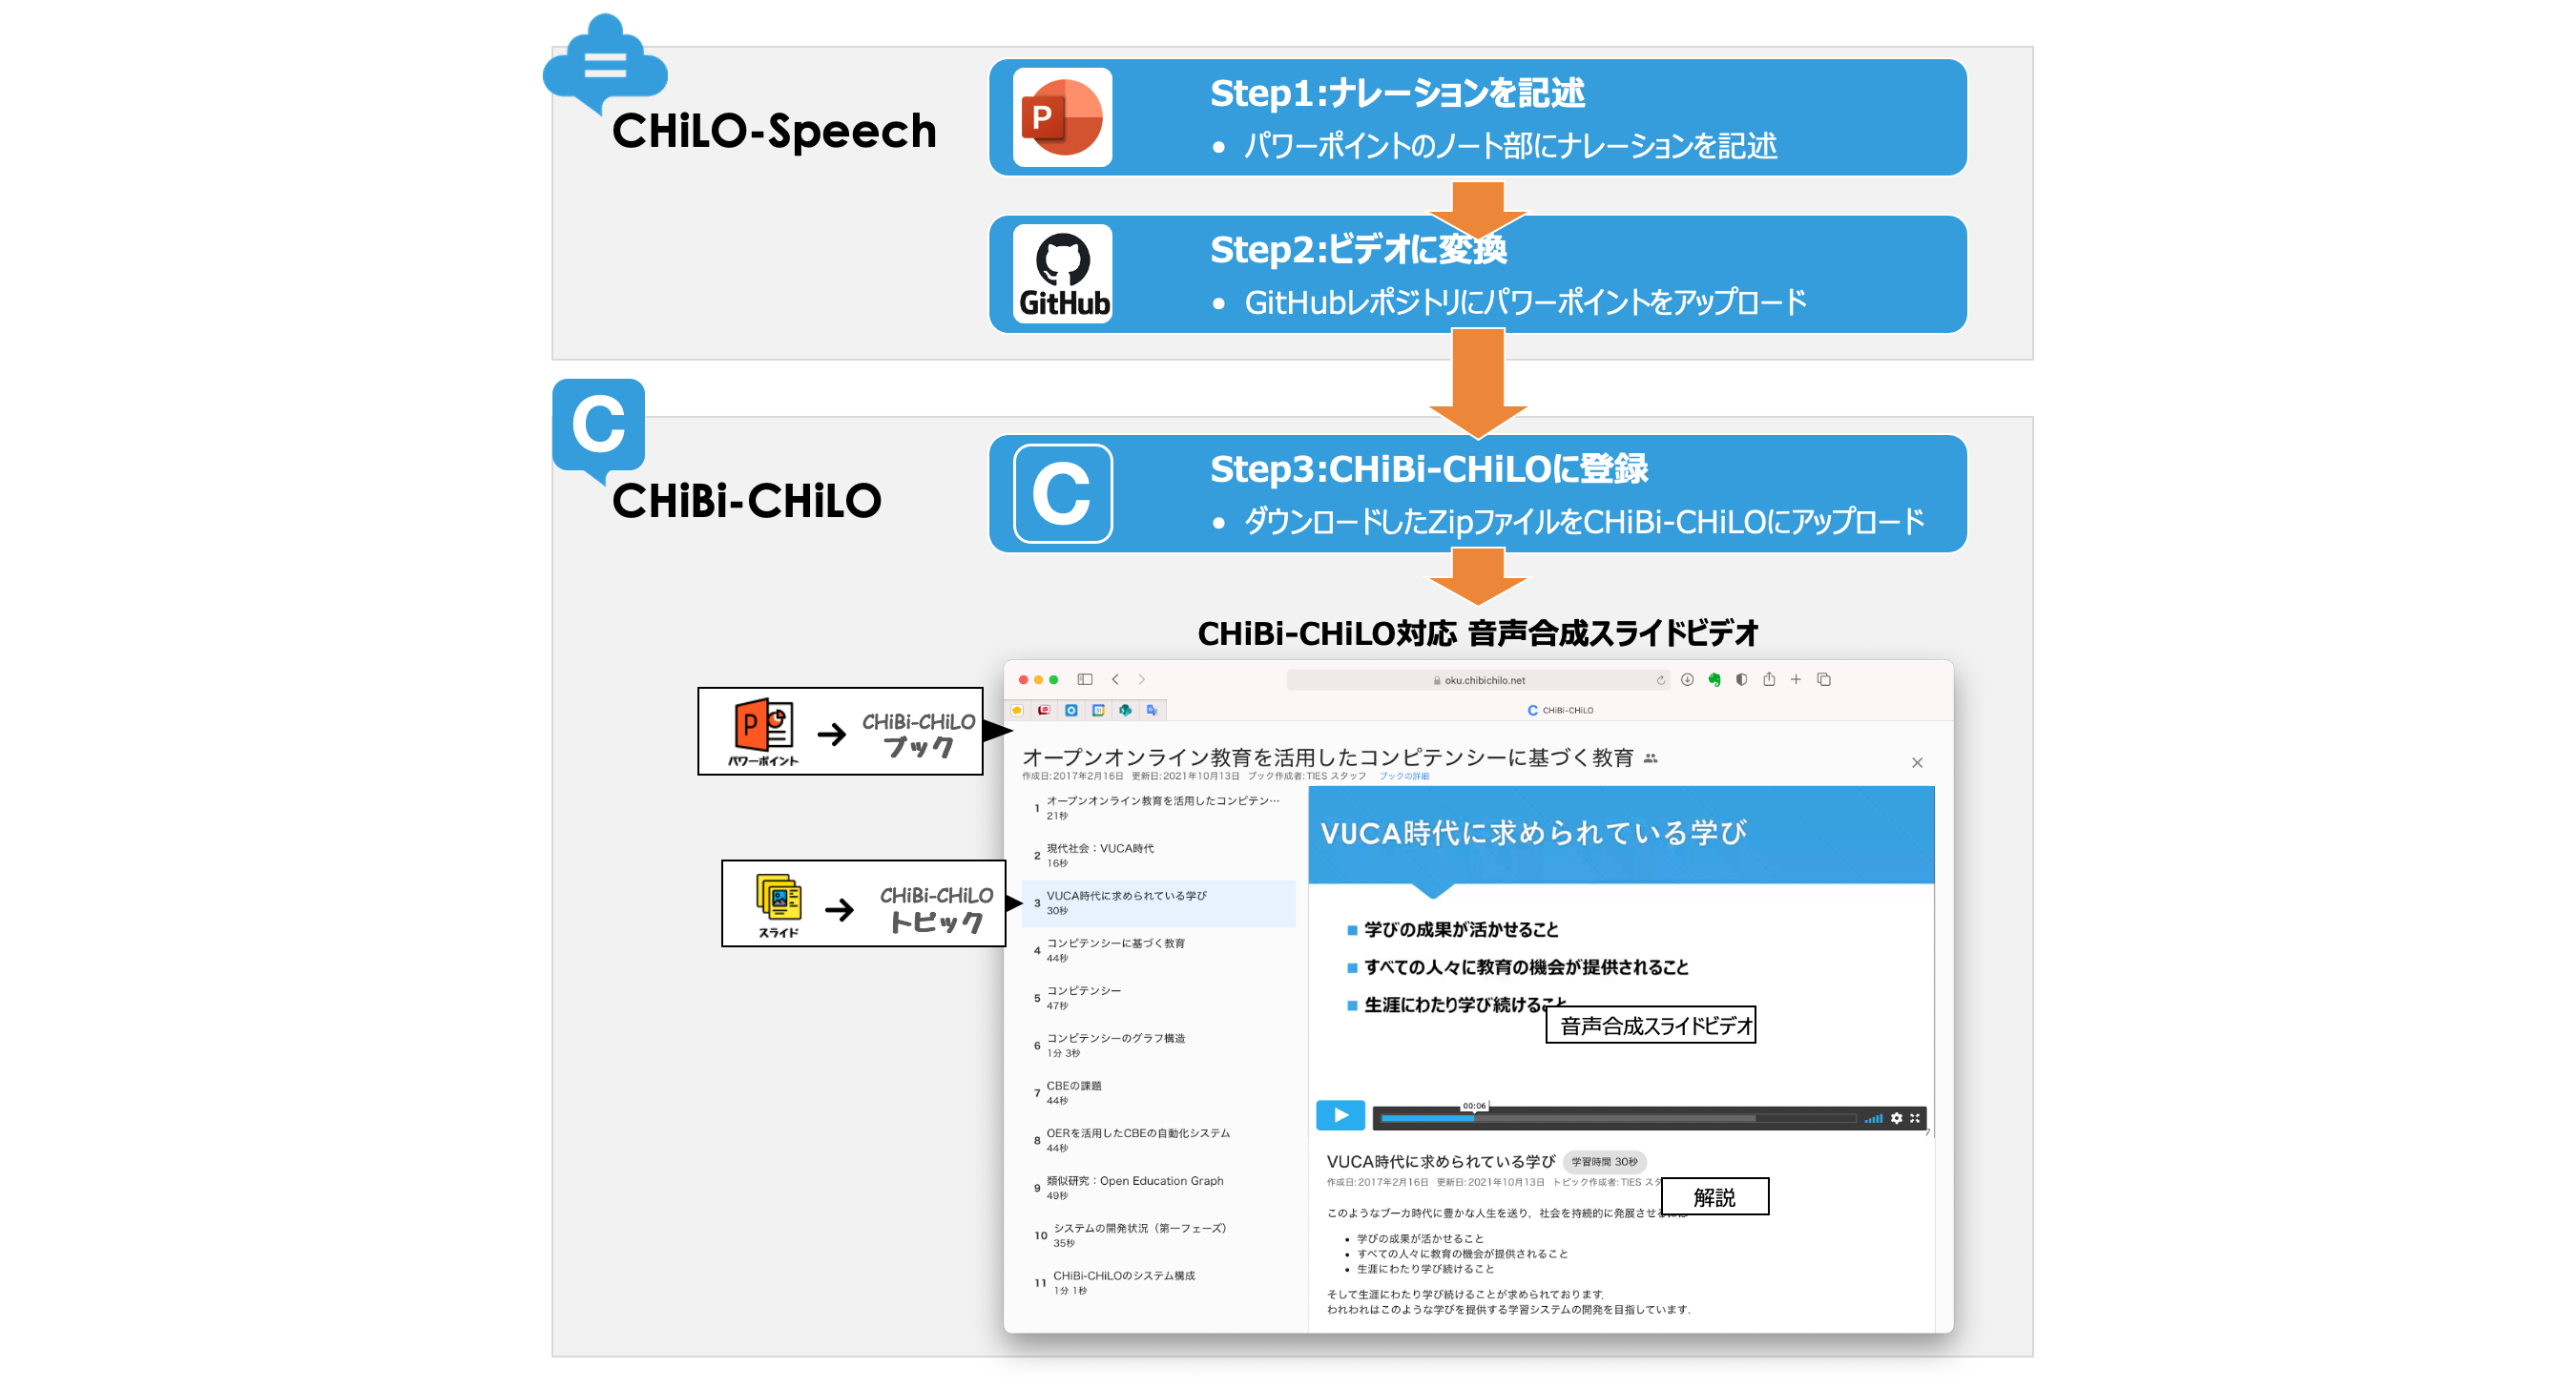 CHiLO-Speech
P
Step1:ナレーションを記述
• パワーポイントのノート部にナレーションを記述
GitHub
Step2:ビデオに変換
• GitHubレポジトリにパワーポイントをアップロード
C
CHiBi-CHiLO
C
Step3:CHiBi-CHiLOに登録
• ダウンロードしたZipファイルをCHiBi-CHiLOにアップロード
CHiBi-CHiLO対応 音声合成スライドビデオ
P
パワーポイント
CHiBi-CHiLO
ブック
スライド
CHiBi-CHiLO
トピック
oku.chibichilo.net
C CHiBi-CHiLO
オープンオンライン教育を活用したコンピテンシーに基づく教育
作成日:2017年2月16日 更新日:2021年10月13日 ブック作成者:TIES スタッフ ブックの詳細
1 オープンオンライン教育を活用したコンピテン…
21秒
2 現代社会：VUCA時代
16秒
3 VUCA時代に求められている学び
30秒
4 コンピテンシーに基づく教育
44秒
5 コンピテンシー
47秒
6 コンピテンシーのグラフ構造
1分 3秒
7 CBEの課題
44秒
8 OERを活用したCBEの自動化システム
44秒
9 類似研究：Open Education Graph
49秒
10 システムの開発状況（第一フェーズ）
35秒
11 CHiBi-CHiLOのシステム構成
1分 1秒
VUCA時代に求められている学び
■ 学びの成果が活かせること
■ すべての人々に教育の機会が提供されること
■ 生涯にわたり学び続けること
音声合成スライドビデオ
00:06
7
VUCA時代に求められている学び 学習時間 30秒
作成日:2017年2月16日 更新日:2021年10月13日 トピック作成者:TIES スタ
解説
このようなブーカ時代に豊かな人生を送り，社会を持続的に発展させるには
• 学びの成果が活かせること
• すべての人々に教育の機会が提供されること
• 生涯にわたり学び続けること
そして生涯にわたり学び続けることが求められております．
われわれはこのような学びを提供する学習システムの開発を目指しています．